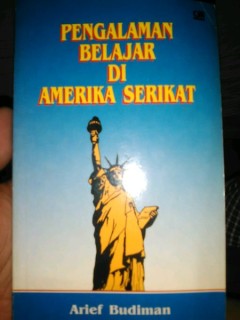 PENGALAMAN
BELAJAR
DI
AMERIKA SERIKAT
Arief Budiman